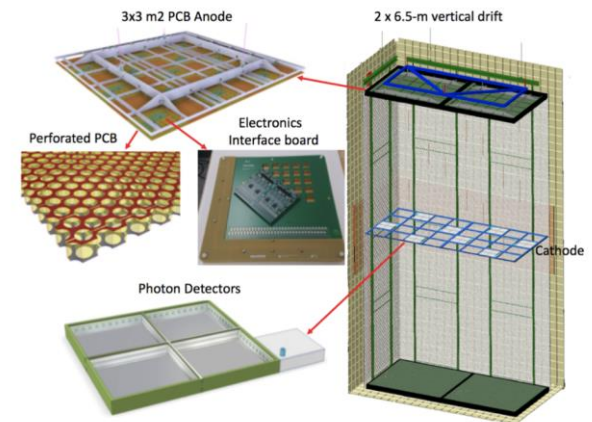 3x3 m2 PCB Anode
2 x 6.5-m vertical drift
Perforated PCB
Electronics
Interface board
Cathode
Photon Detectors